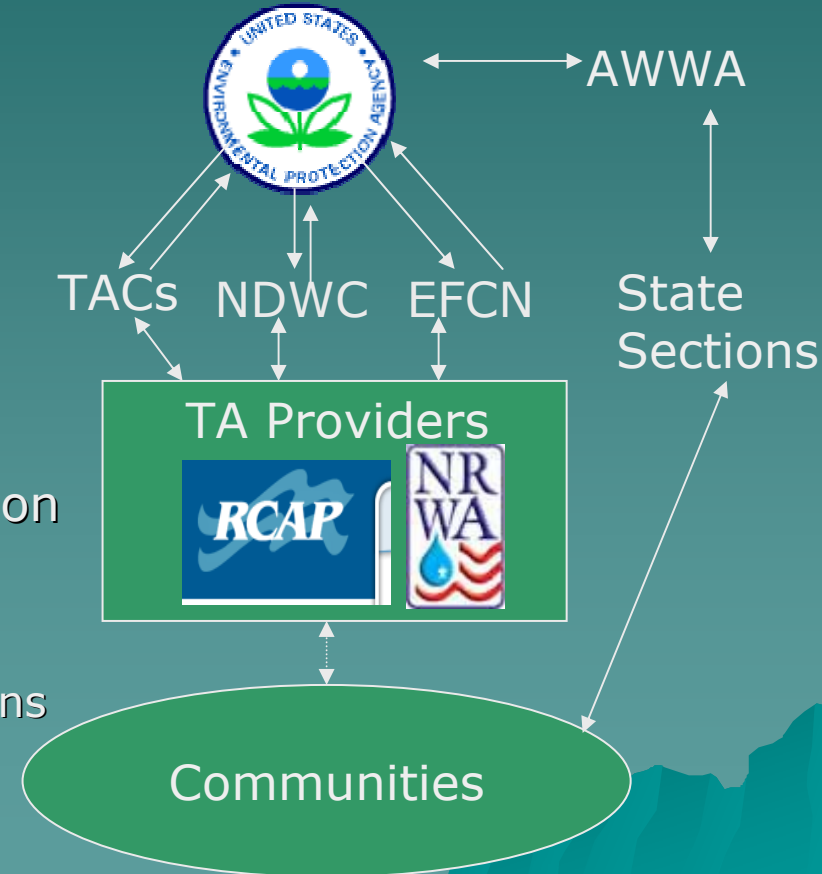 UNITED STATES
ENVIRONMENTAL PROTECTION AGENCY
AWWA
TACs NDWC EFCN
State
Sections
TA Providers
RCAP
NR
WA
on
ns
Communities